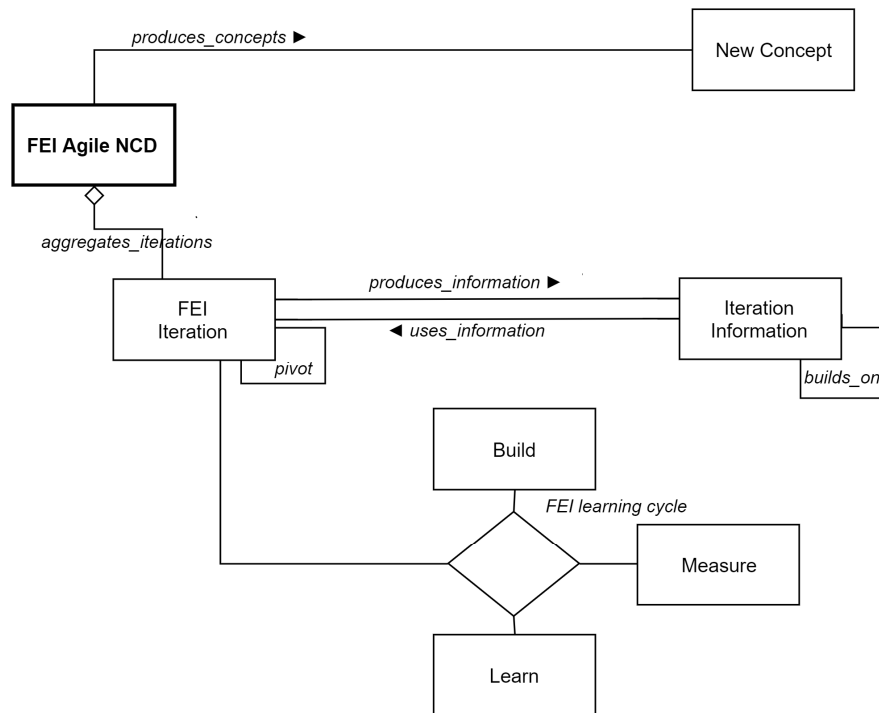 produces_concepts ►
New Concept
FEI Agile NCD
aggregates_iterations
FEI
Iteration
produces_information ►
◄ uses_information
Iteration
Information
pivot
builds_on
Build
FEI learning cycle
Measure
Learn